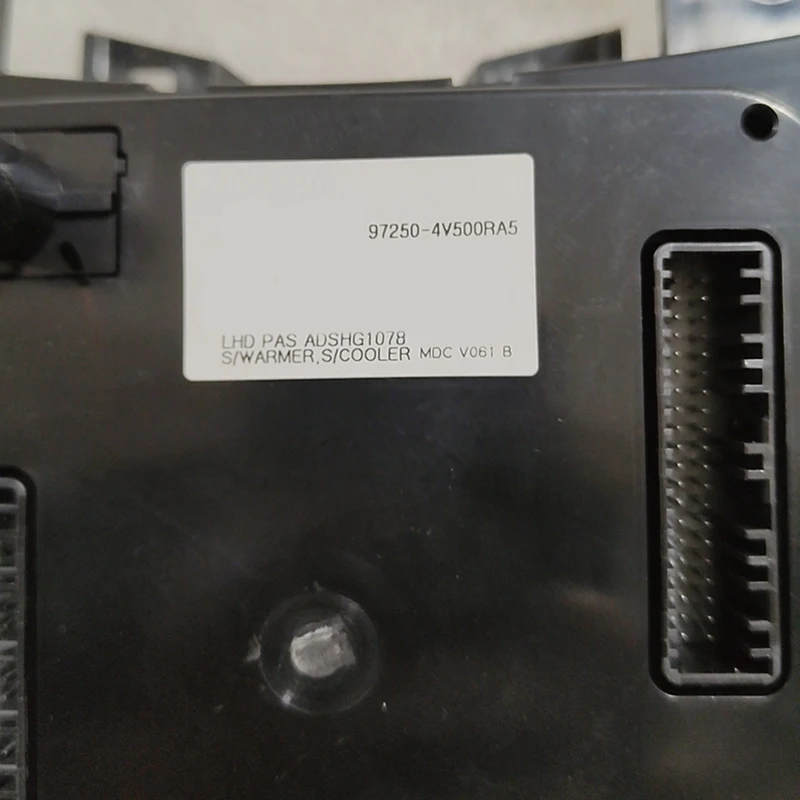 97250-4V500RA5
LHD PAS ADSHG1078
S/WARMER,S/COOLER MDC V061 B